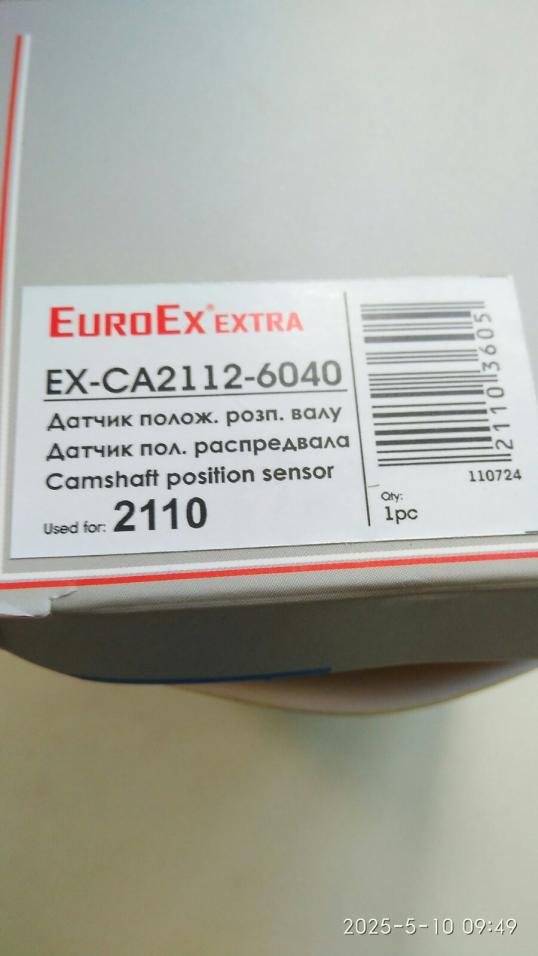 EUROEX® EXTRA
EX-CA2112-6040
Датчик полож. розп. валу
Датчик пол. распредвала
Camshaft position sensor
Used for: 2110
21103605
110724
Qty:
1pc
2025-5-10 09:49